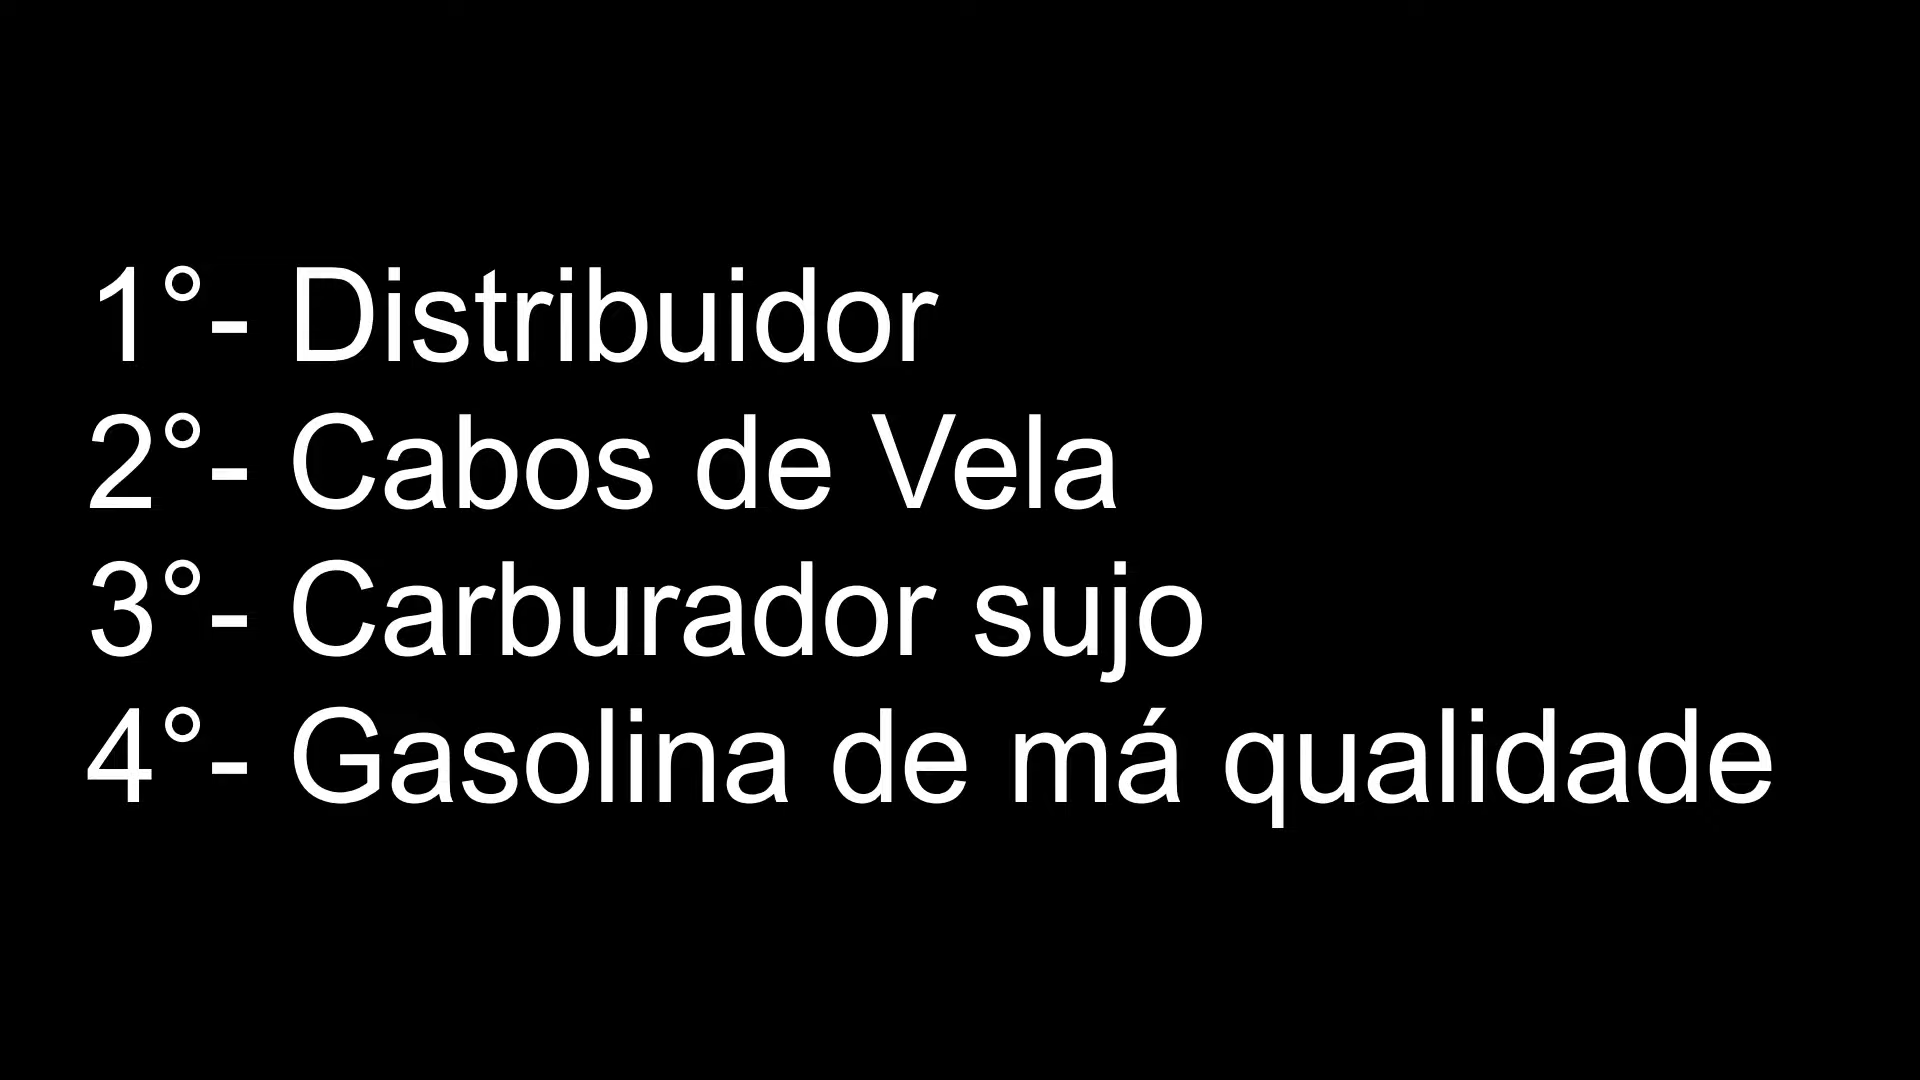 1°- Distribuidor
2°- Cabos de Vela
3°- Carburador sujo
4°- Gasolina de má qualidade